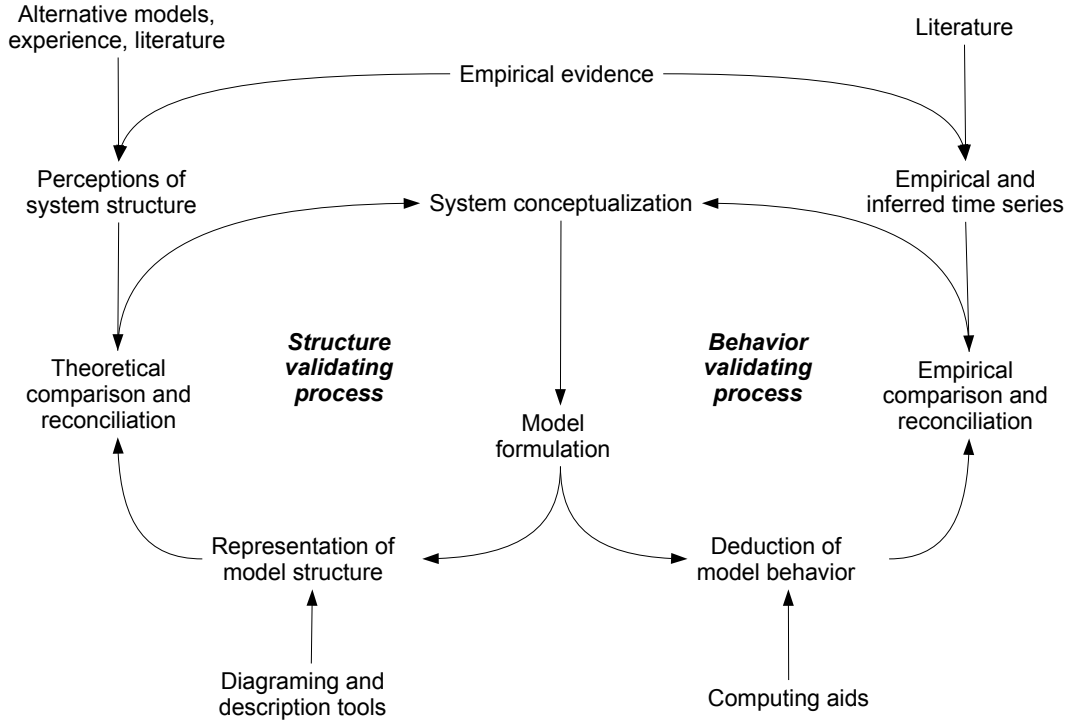 Alternative models,
experience, literature
Literature
Empirical evidence
Perceptions of
system structure
System conceptualization
Empirical and
inferred time series
Structure
validating
process
Behavior
validating
process
Theoretical
comparison and
reconciliation
Empirical
comparison and
reconciliation
Model
formulation
Representation of
model structure
Deduction of
model behavior
Diagraming and
description tools
Computing aids